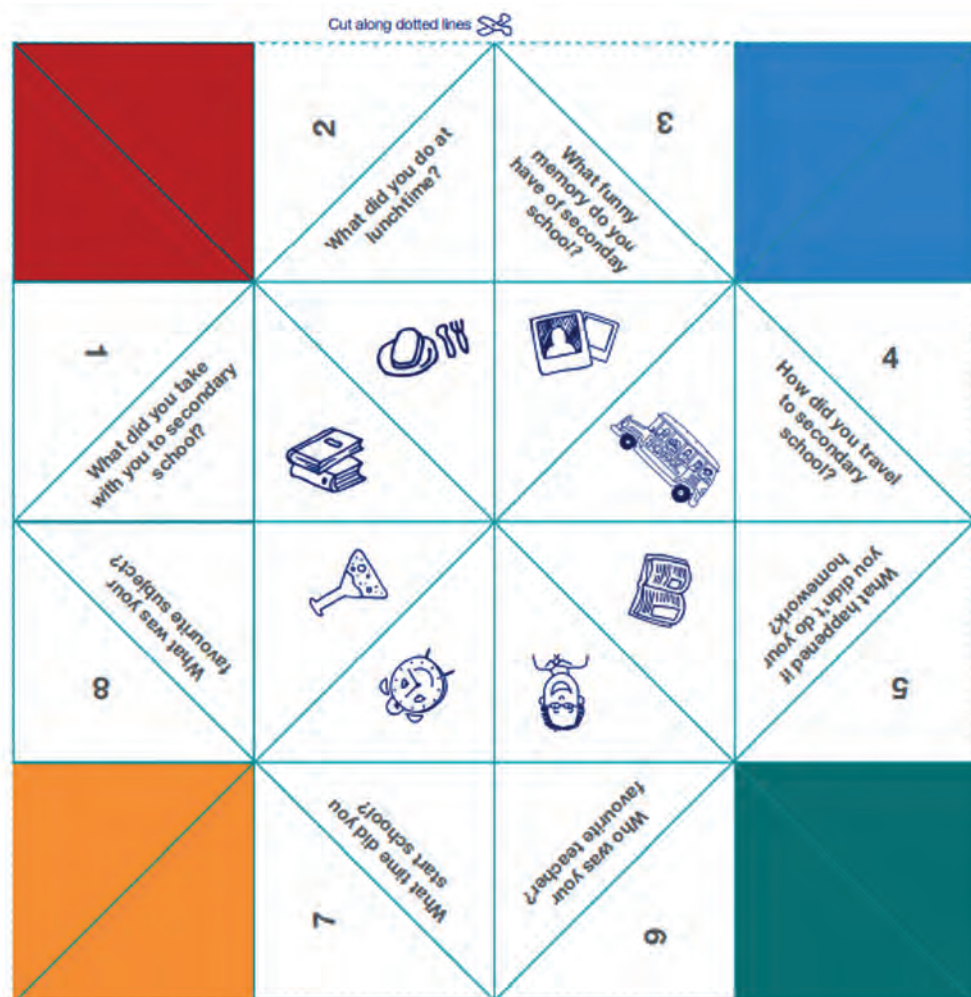 Cut along dotted lines
2
What did you do at
lunchtime?
3
What funny
memory do you
have of seconday
school?
1
What did you take
with you to secondary
school?
4
How did you travel
to secondary
school?
8
What was your
favourite subject?
What happened if
you didn't do your
homework?
5
7
What time did you
start school?
Who was your
favourite teacher?
6